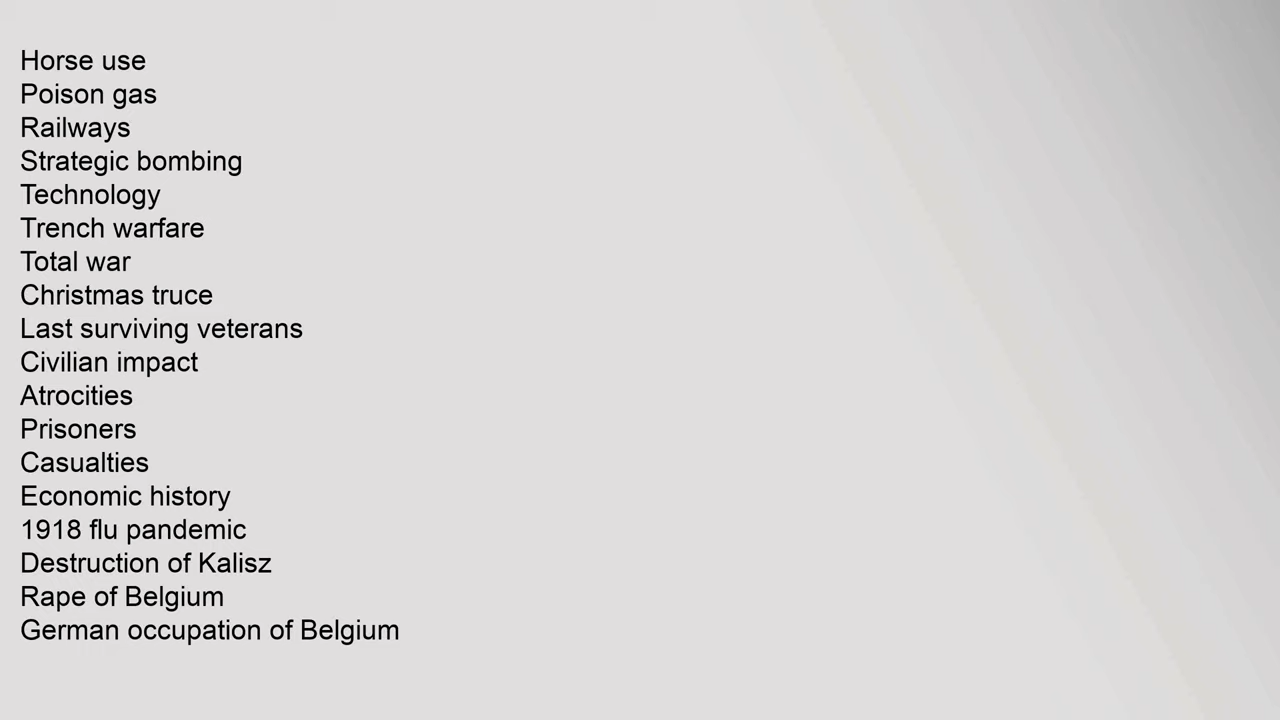 Horse use
Poison gas
Railways
Strategic bombing
Technology
Trench warfare
Total war
Christmas truce
Last surviving veterans
Civilian impact
Atrocities
Prisoners
Casualties
Economic history
1918 flu pandemic
Destruction of Kalisz
Rape of Belgium
German occupation of Belgium